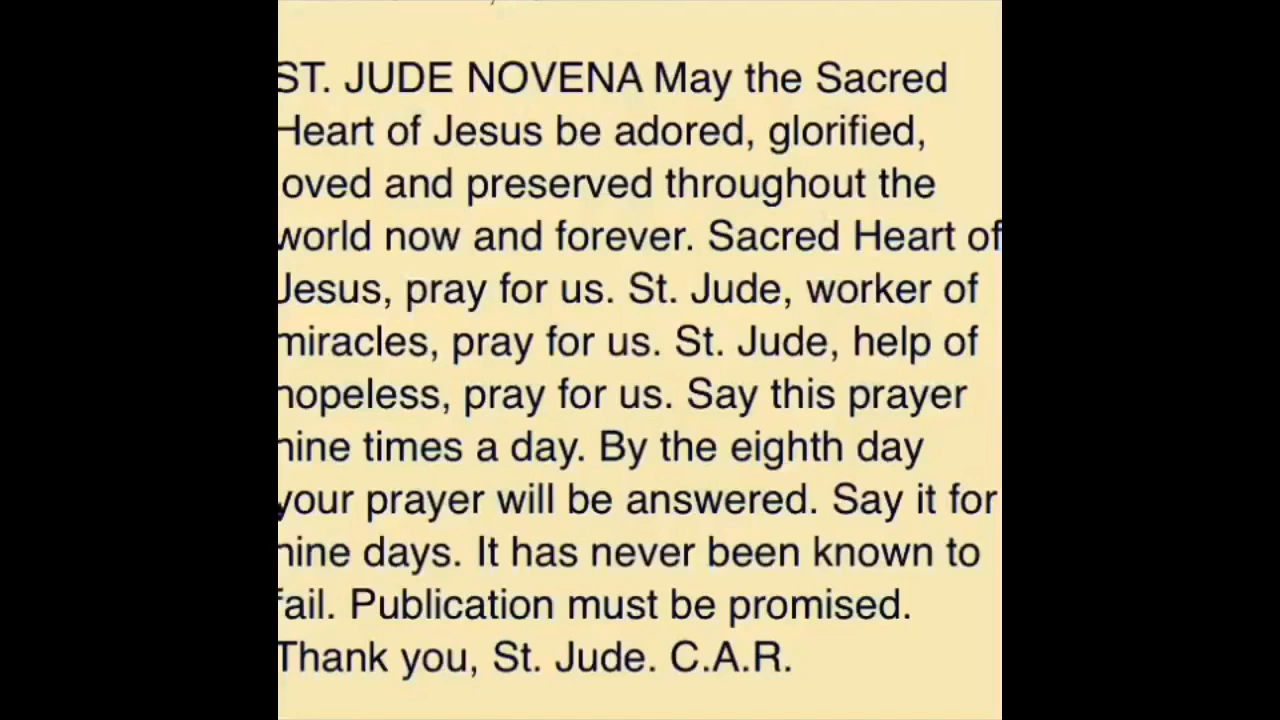 ST. JUDE NOVENA May the Sacred
Heart of Jesus be adored, glorified,
loved and preserved throughout the
world now and forever. Sacred Heart of
Jesus, pray for us. St. Jude, worker of
miracles, pray for us. St. Jude, help of
hopeless, pray for us. Say this prayer
nine times a day. By the eighth day
your prayer will be answered. Say it for
nine days. It has never been known to
fail. Publication must be promised.
Thank you, St. Jude. C.A.R.